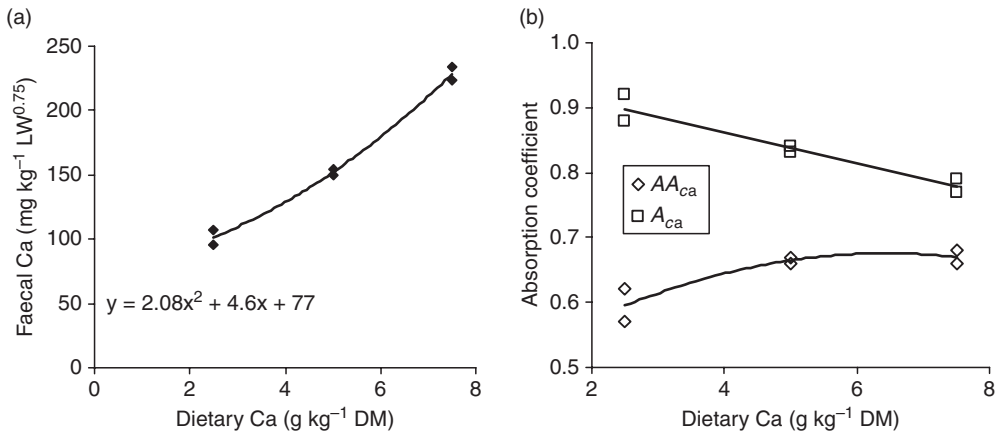 (a)
250
200
150
100
50
0
Faecal Ca (mg kg⁻¹ LW⁰·⁷⁵)
y = 2.08x² + 4.6x + 77
0 2 4 6 8
Dietary Ca (g kg⁻¹ DM)
(b)
1.0
0.9
0.8
0.7
0.6
0.5
Absorption coefficient
AAca
Aca
2 4 6 8
Dietary Ca (g kg⁻¹ DM)